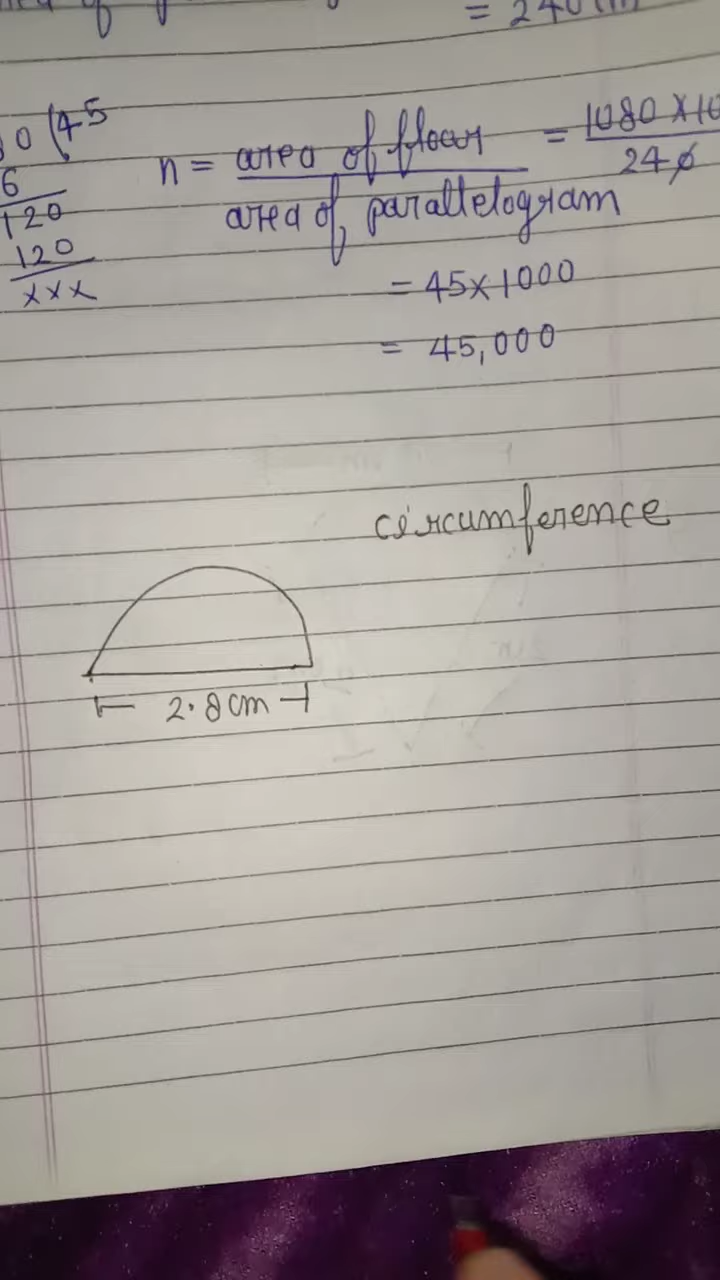 = 240 cm
0 (45
6
120
120
xxx
n = area of floor / area of parallelogram = 1080 × 10 / 240
= 45×1000
= 45,000
circumference
2.8cm